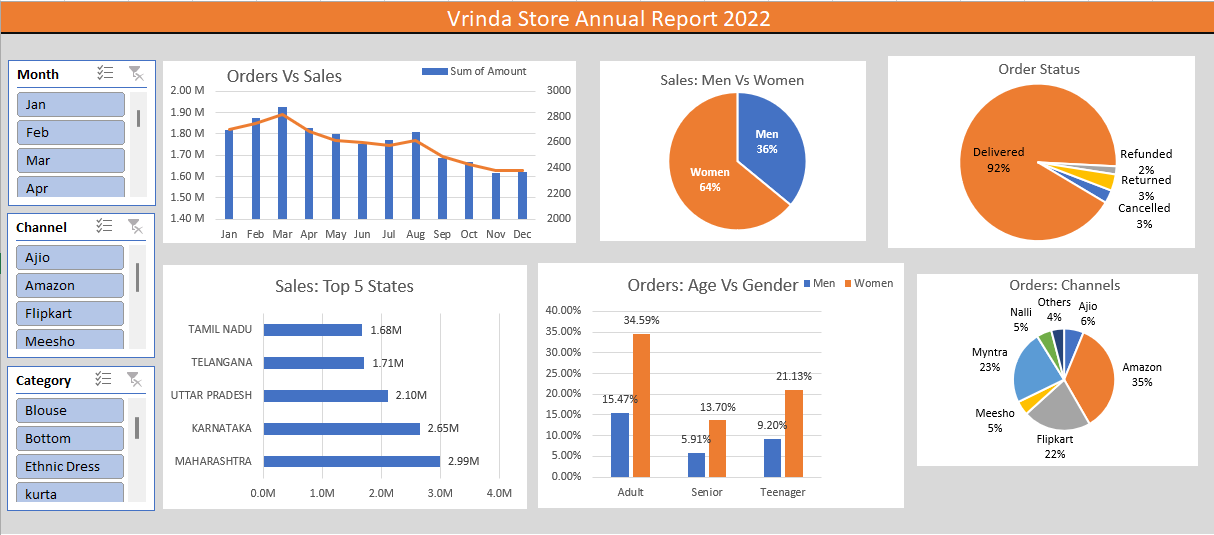 Vrinda Store Annual Report 2022
Month
Jan
Feb
Mar
Apr
Channel
Ajio
Amazon
Flipkart
Meesho
Category
Blouse
Bottom
Ethnic Dress
kurta
Orders Vs Sales
Sum of Amount
2.00 M
1.90 M
1.80 M
1.70 M
1.60 M
1.50 M
1.40 M
3000
2800
2600
2400
2200
2000
Jan Feb Mar Apr May Jun Jul Aug Sep Oct Nov Dec
Sales: Men Vs Women
Men
36%
Women
64%
Order Status
Delivered
92%
Refunded
2%
Returned
3%
Cancelled
3%
Sales: Top 5 States
TAMIL NADU 1.68M
TELANGANA 1.71M
UTTAR PRADESH 2.10M
KARNATAKA 2.65M
MAHARASHTRA 2.99M
0.0M 1.0M 2.0M 3.0M 4.0M
Orders: Age Vs Gender
Men Women
40.00%
35.00%
30.00%
25.00%
20.00%
15.00%
10.00%
5.00%
0.00%
15.47%
34.59%
5.91%
13.70%
9.20%
21.13%
Adult Senior Teenager
Orders: Channels
Others
4%
Ajio
6%
Nalli
5%
Myntra
23%
Amazon
35%
Meesho
5%
Flipkart
22%